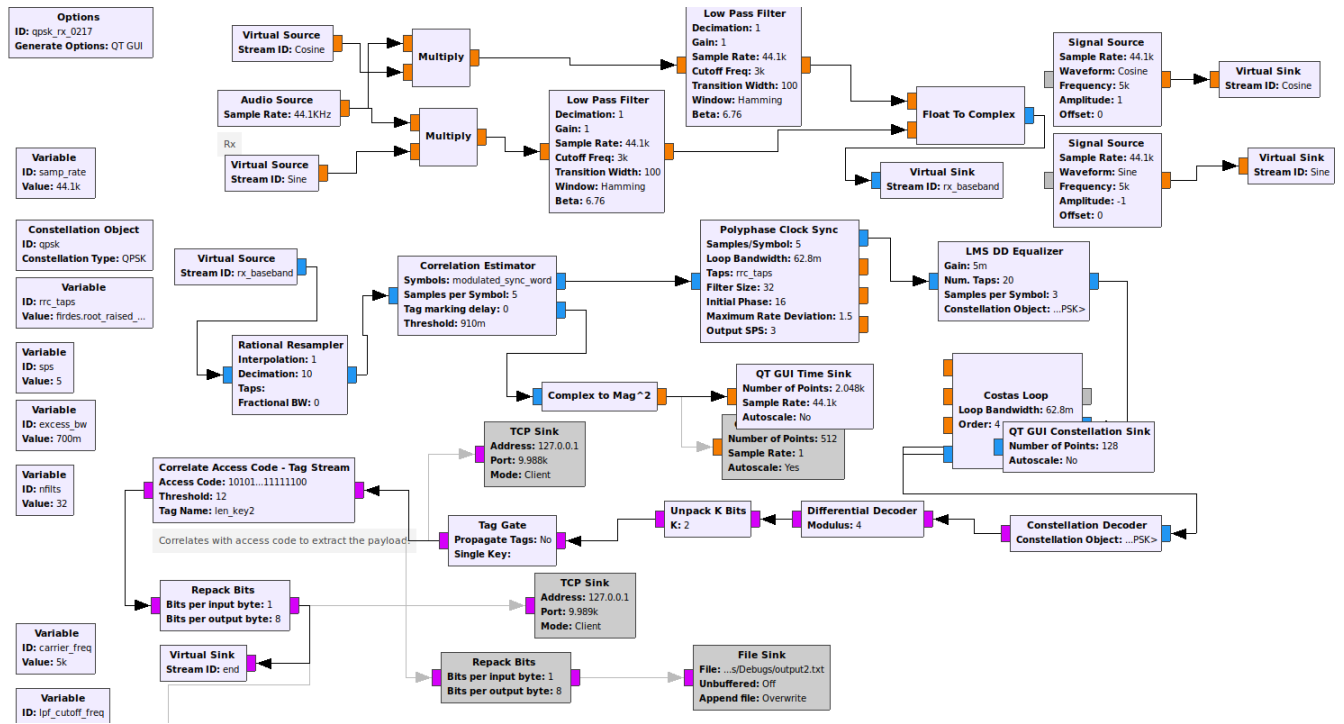 Options
ID: qpsk_rx_0217
Generate Options: QT GUI
Virtual Source
Stream ID: Cosine
Multiply
Low Pass Filter
Decimation: 1
Gain: 1
Sample Rate: 44.1k
Cutoff Freq: 3k
Transition Width: 100
Window: Hamming
Beta: 6.76
Signal Source
Sample Rate: 44.1k
Waveform: Cosine
Frequency: 5k
Amplitude: 1
Offset: 0
Virtual Sink
Stream ID: Cosine
Audio Source
Sample Rate: 44.1KHz
Rx
Multiply
Low Pass Filter
Decimation: 1
Gain: 1
Sample Rate: 44.1k
Cutoff Freq: 3k
Transition Width: 100
Window: Hamming
Beta: 6.76
Float To Complex
Virtual Source
Stream ID: Sine
Virtual Sink
Stream ID: rx_baseband
Signal Source
Sample Rate: 44.1k
Waveform: Sine
Frequency: 5k
Amplitude: -1
Offset: 0
Virtual Sink
Stream ID: Sine
Variable
ID: samp_rate
Value: 44.1k
Constellation Object
ID: qpsk
Constellation Type: QPSK
Variable
ID: rrc_taps
Value: firdes.root_raised_...
Virtual Source
Stream ID: rx_baseband
Correlation Estimator
Symbols: modulated_sync_word
Samples per Symbol: 5
Tag marking delay: 0
Threshold: 910m
Polyphase Clock Sync
Samples/Symbol: 5
Loop Bandwidth: 62.8m
Taps: rrc_taps
Filter Size: 32
Initial Phase: 16
Maximum Rate Deviation: 1.5
Output SPS: 3
LMS DD Equalizer
Gain: 5m
Num. Taps: 20
Samples per Symbol: 3
Constellation Object: ...PSK>
Variable
ID: sps
Value: 5
Rational Resampler
Interpolation: 1
Decimation: 10
Taps:
Fractional BW: 0
Complex to Mag^2
QT GUI Time Sink
Number of Points: 2.048k
Sample Rate: 44.1k
Autoscale: No
Number of Points: 512
Sample Rate: 1
Autoscale: Yes
Costas Loop
Loop Bandwidth: 62.8m
Order: 4
QT GUI Constellation Sink
Number of Points: 128
Autoscale: No
Variable
ID: excess_bw
Value: 700m
TCP Sink
Address: 127.0.0.1
Port: 9.988k
Mode: Client
Variable
ID: nfilts
Value: 32
Correlate Access Code - Tag Stream
Access Code: 10101...11111100
Threshold: 12
Tag Name: len_key2
Correlates with access code to extract the payload.
Tag Gate
Propagate Tags: No
Single Key:
Unpack K Bits
K: 2
Differential Decoder
Modulus: 4
Constellation Decoder
Constellation Object: ...PSK>
Repack Bits
Bits per input byte: 1
Bits per output byte: 8
TCP Sink
Address: 127.0.0.1
Port: 9.989k
Mode: Client
Variable
ID: carrier_freq
Value: 5k
Virtual Sink
Stream ID: end
Repack Bits
Bits per input byte: 1
Bits per output byte: 8
File Sink
File: ...s/Debugs/output2.txt
Unbuffered: Off
Append file: Overwrite
Variable
ID: lpf_cutoff_freq